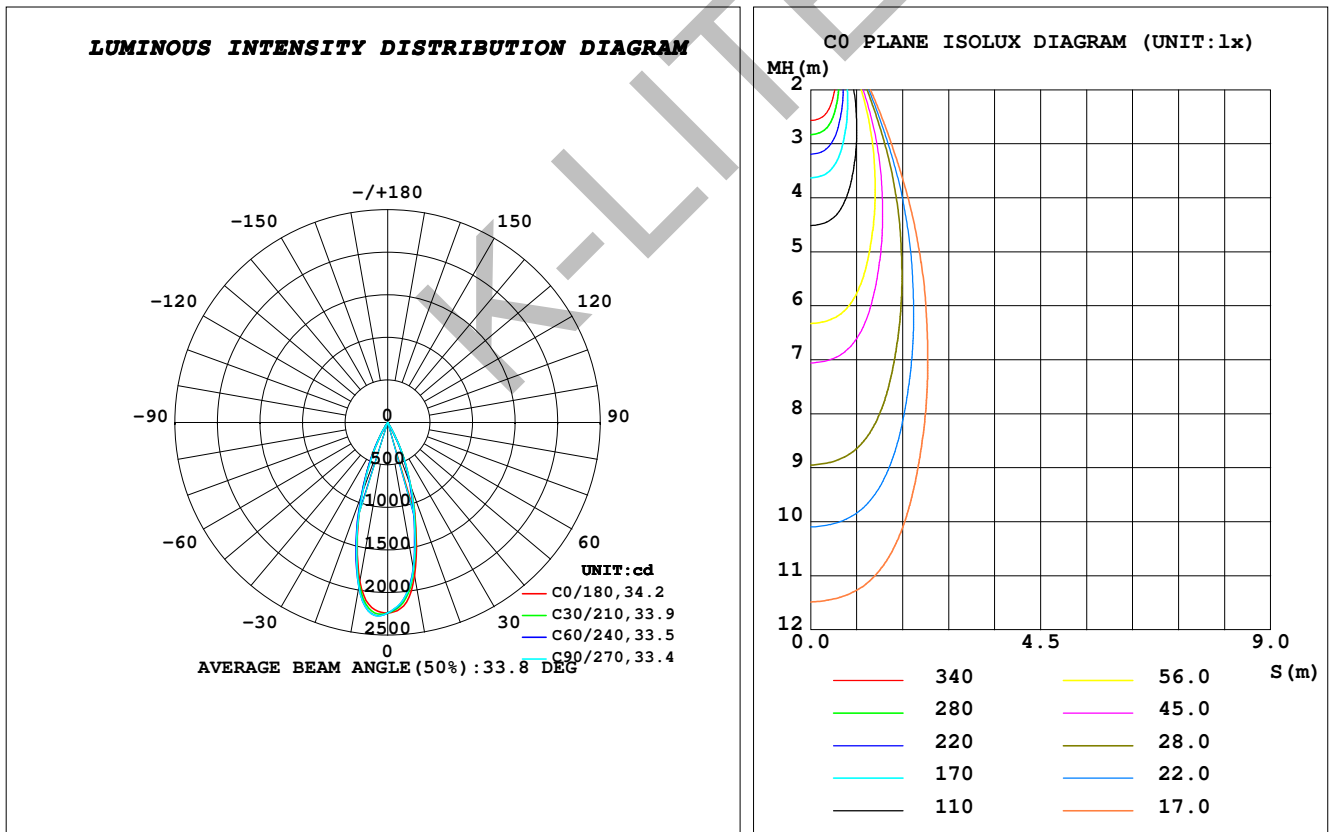 LUMINOUS INTENSITY DISTRIBUTION DIAGRAM
-/+180
-150 150
-120 120
-90 90
-60 60
-30 30
0
0
500
1000
1500
2000
2500
UNIT:cd
C0/180,34.2
C30/210,33.9
C60/240,33.5
C90/270,33.4
AVERAGE BEAM ANGLE(50%):33.8 DEG
C0 PLANE ISOLUX DIAGRAM (UNIT:lx)
MH(m)
2
3
4
5
6
7
8
9
10
11
12
0.0 4.5 9.0
S(m)
340 56.0
280 45.0
220 28.0
170 22.0
110 17.0
K-LITE